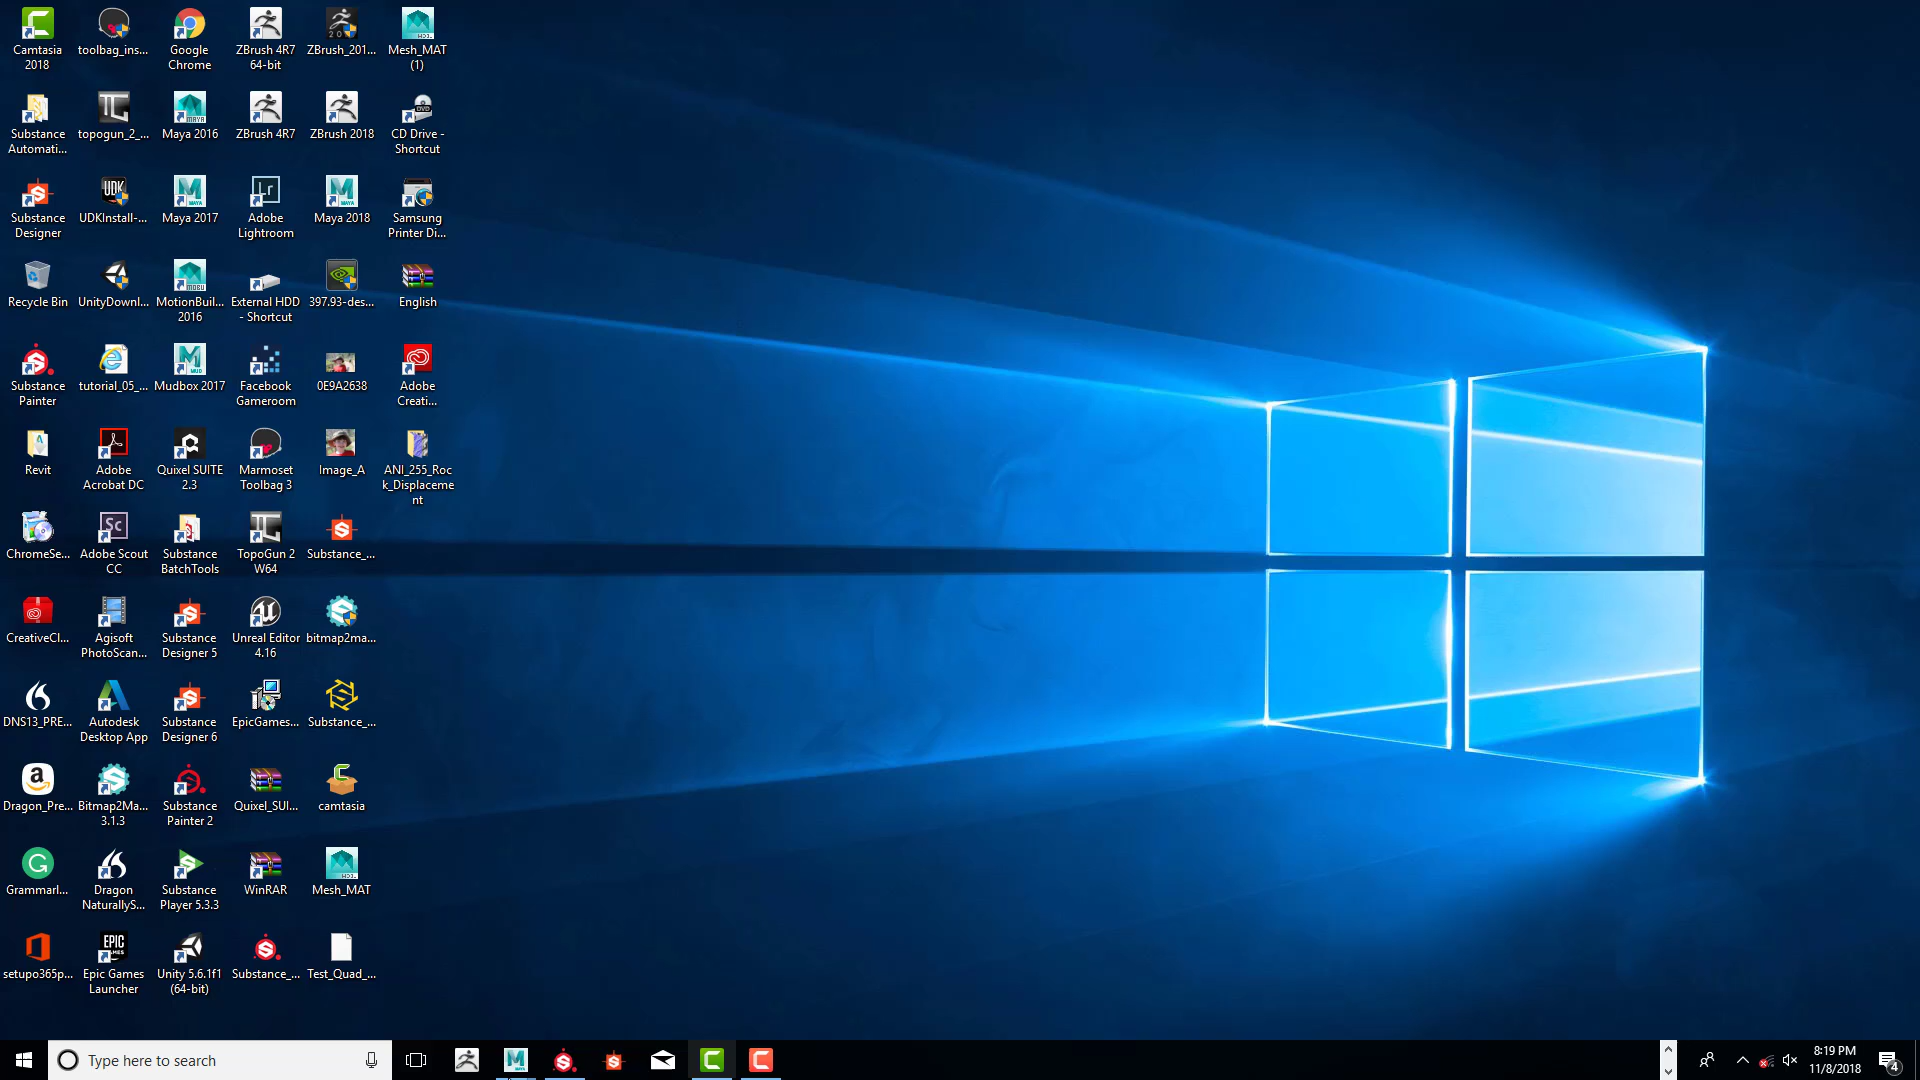 Camtasia
2018
toolbag_ins...
Google
Chrome
ZBrush 4R7
64-bit
ZBrush_201...
Mesh_MAT
(1)
Substance
Automati...
topogun_2_...
Maya 2016
ZBrush 4R7
ZBrush 2018
CD Drive -
Shortcut
Substance
Designer
UDKInstall-...
Maya 2017
Adobe
Lightroom
Maya 2018
Samsung
Printer Di...
Recycle Bin
UnityDownl...
MotionBuil...
2016
External HDD
- Shortcut
397.93-des...
English
Substance
Painter
tutorial_05_...
Mudbox 2017
Facebook
Gameroom
0E9A2638
Adobe
Creati...
Revit
Adobe
Acrobat DC
Quixel SUITE
2.3
Marmoset
Toolbag 3
Image_A
ANI_255_Roc
k_Displaceme
nt
ChromeSe...
Adobe Scout
CC
Substance
BatchTools
TopoGun 2
W64
Substance_...
CreativeCl...
Agisoft
PhotoScan...
Substance
Designer 5
Unreal Editor
4.16
bitmap2ma...
DNS13_PRE...
Autodesk
Desktop App
Substance
Designer 6
EpicGames...
Substance_...
Dragon_Pre...
Bitmap2Ma...
3.1.3
Substance
Painter 2
Quixel_SUI...
camtasia
Grammarl...
Dragon
NaturallyS...
Substance
Player 5.3.3
WinRAR
Mesh_MAT
setupo365p...
Epic Games
Launcher
Unity 5.6.1f1
(64-bit)
Substance_...
Test_Quad_...
Type here to search
8:19 PM
11/8/2018
4